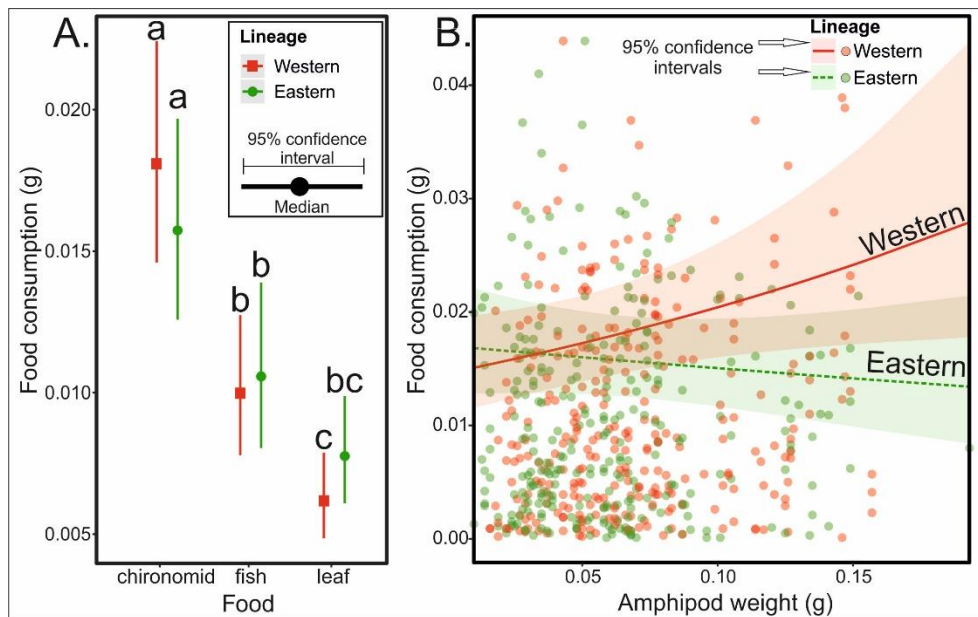 A.
Food consumption (g)
0.020
0.015
0.010
0.005
a
a
b
b
c
bc
Lineage
Western
Eastern
95% confidence
interval
Median
chironomid
fish
leaf
Food
B.
Food consumption (g)
0.04
0.03
0.02
0.01
0.00
95% confidence
intervals
Lineage
Western
Eastern
Western
Eastern
0.05
0.10
0.15
Amphipod weight (g)